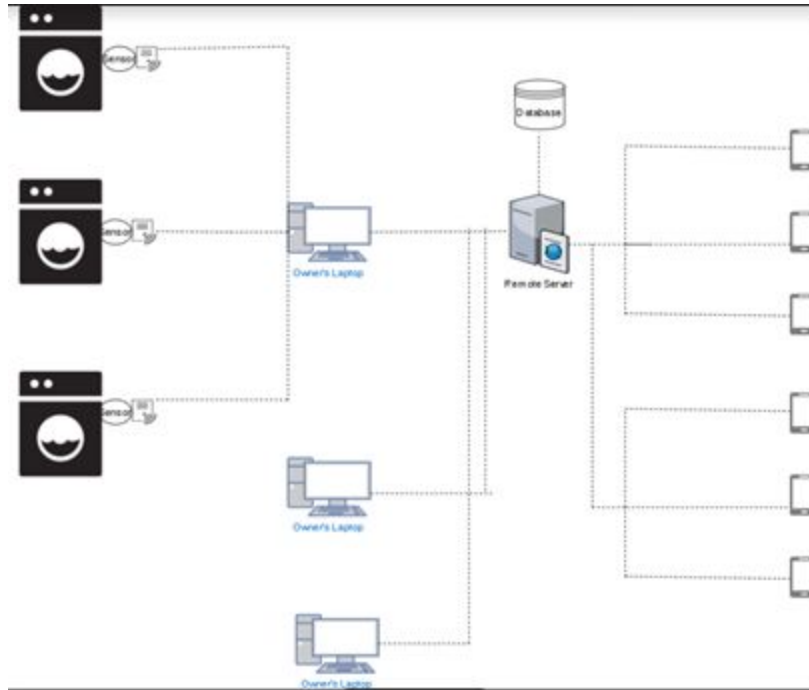 Sensor
Database
Sensor
Owner's Laptop
Remote Server
Sensor
Owner's Laptop
Owner's Laptop